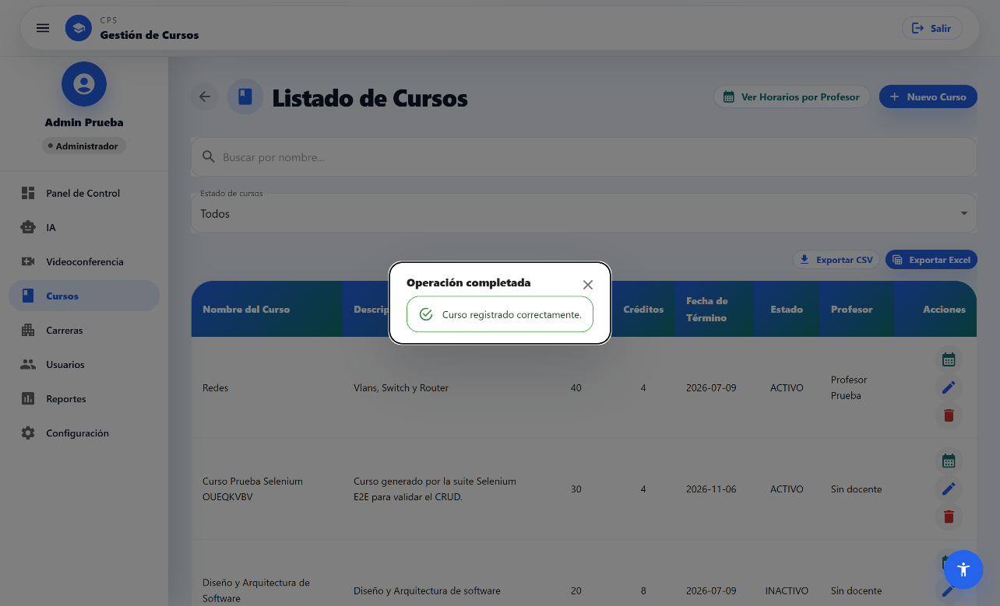 CPS
Gestión de Cursos
Salir
Admin Prueba
Administrador
Panel de Control
IA
Videoconferencia
Cursos
Carreras
Usuarios
Reportes
Configuración
Listado de Cursos
Ver Horarios por Profesor
Nuevo Curso
Buscar por nombre...
Estado de cursos
Todos
Exportar CSV
Exportar Excel
Operación completada
Curso registrado correctamente.
Nombre del Curso
Créditos
Fecha de
Término
Estado
Profesor
Acciones
Redes
Vlans, Switch y Router
40
4
2026-07-09
ACTIVO
Profesor
Prueba
Curso Prueba Selenium
OUEQKVBV
Curso generado por la suite Selenium
E2E para validar el CRUD.
30
4
2026-11-06
ACTIVO
Sin docente
Diseño y Arquitectura de
Software
Diseño y Arquitectura de software
20
8
2026-07-09
INACTIVO
Sin docente